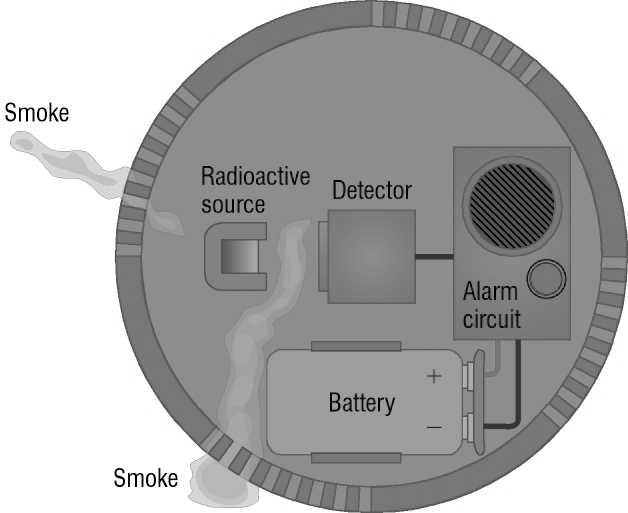 Smoke
Radioactive
source
Detector
Alarm
circuit
+
Battery
–
Smoke